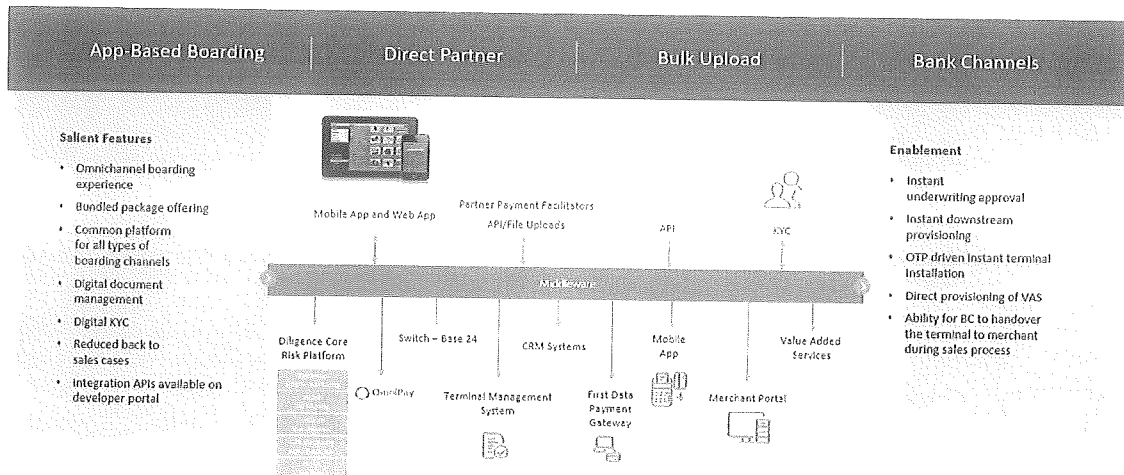 App-Based Boarding
Direct Partner
Bulk Upload
Bank Channels
Salient Features
• Omnichannel boarding
experience
• Bundled package offering
• Common platform
for all types of
boarding channels
• Digital document
management
• Digital KYC
• Reduced back to
sales cases
• Integration APIs available on
developer portal
Mobile App and Web App
Partner Payment Facilitators
API/File Uploads
API
KYC
Middleware
Diligence Core
Risk Platform
OmniPay
Switch – Base 24
Terminal Management
System
CRM Systems
First Data
Payment
Gateway
Mobile
App
Merchant Portal
Value Added
Services
Enablement
• Instant
underwriting approval
• Instant downstream
provisioning
• OTP driven instant terminal
installation
• Direct provisioning of VAS
• Ability for BC to handover
the terminal to merchant
during sales process